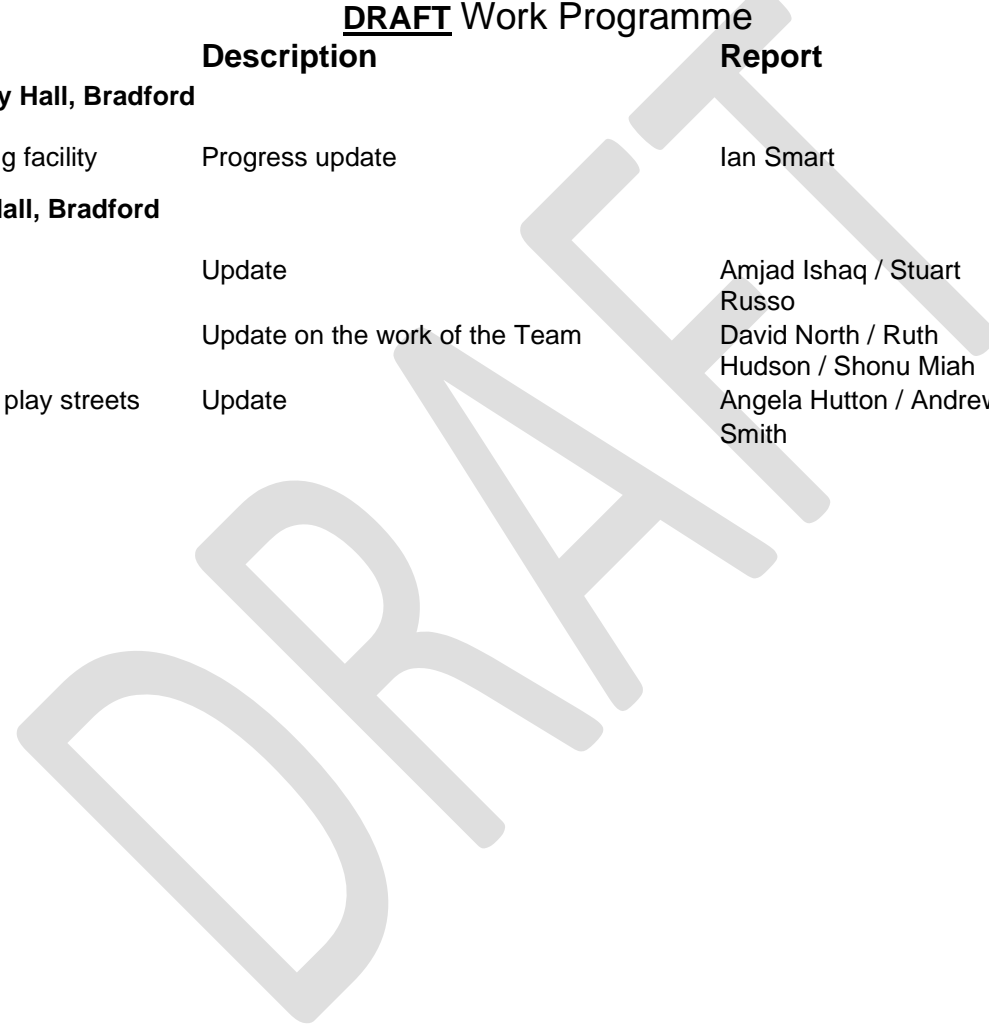 DRAFT Work Programme
Description Report
y Hall, Bradford
g facility Progress update Ian Smart
all, Bradford
Update Amjad Ishaq / Stuart
Russo
Update on the work of the Team David North / Ruth
Hudson / Shonu Miah
play streets Update Angela Hutton / Andrew
Smith
DRAFT